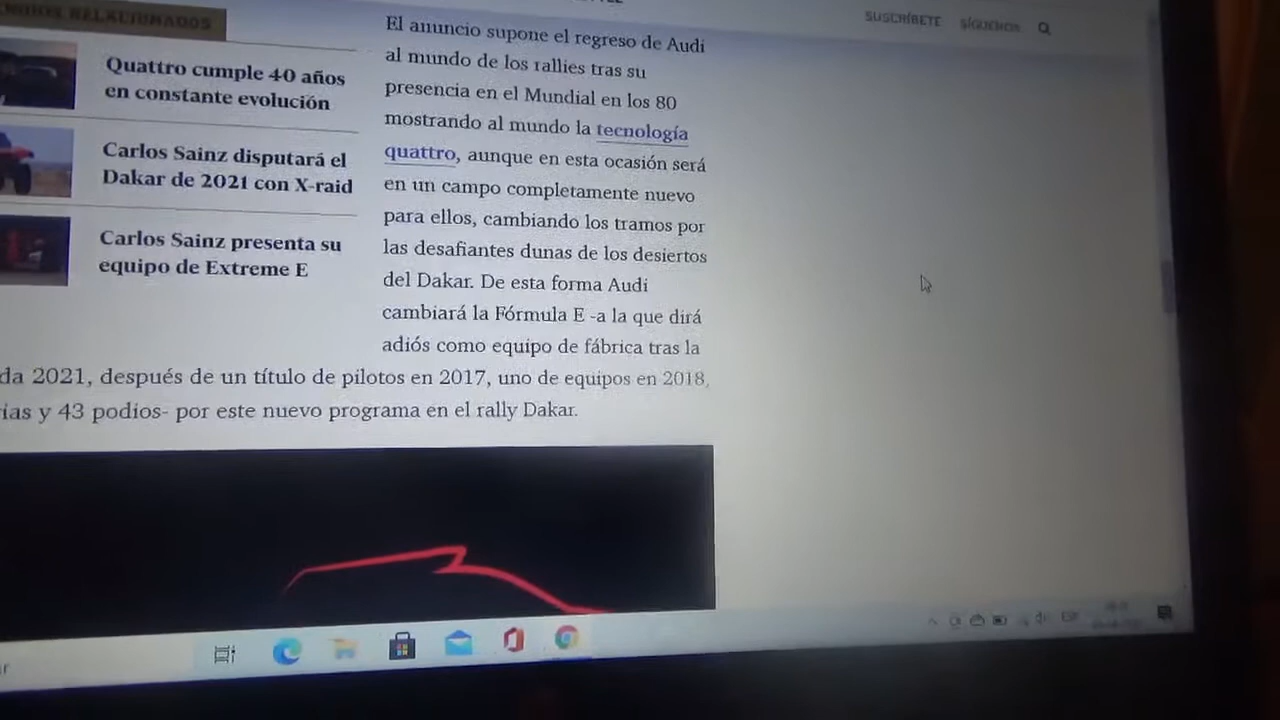 SUSCRÍBETE SÍGUENOS
RELACIONADOS
Quattro cumple 40 años
en constante evolución
Carlos Sainz disputará el
Dakar de 2021 con X-raid
Carlos Sainz presenta su
equipo de Extreme E
El anuncio supone el regreso de Audi
al mundo de los rallies tras su
presencia en el Mundial en los 80
mostrando al mundo la tecnología
quattro, aunque en esta ocasión será
en un campo completamente nuevo
para ellos, cambiando los tramos por
las desafiantes dunas de los desiertos
del Dakar. De esta forma Audi
cambiará la Fórmula E -a la que dirá
adiós como equipo de fábrica tras la
da 2021, después de un título de pilotos en 2017, uno de equipos en 2018,
ias y 43 podios- por este nuevo programa en el rally Dakar.